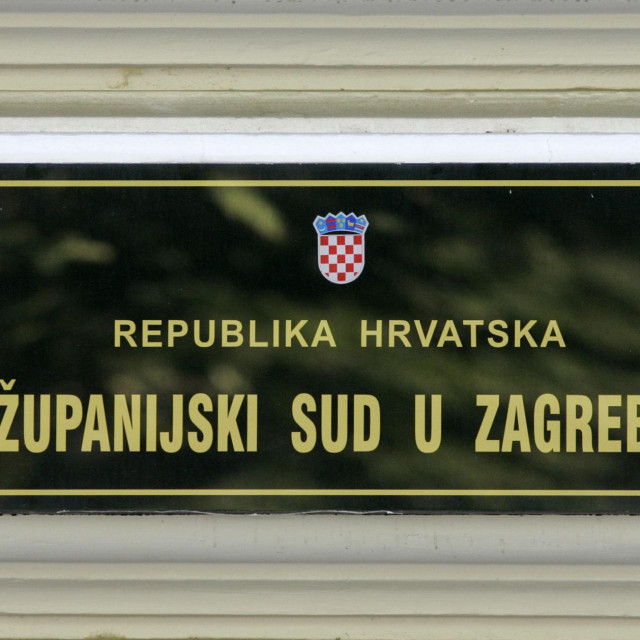 REPUBLIKA HRVATSKA
ŽUPANIJSKI SUD U ZAGREB